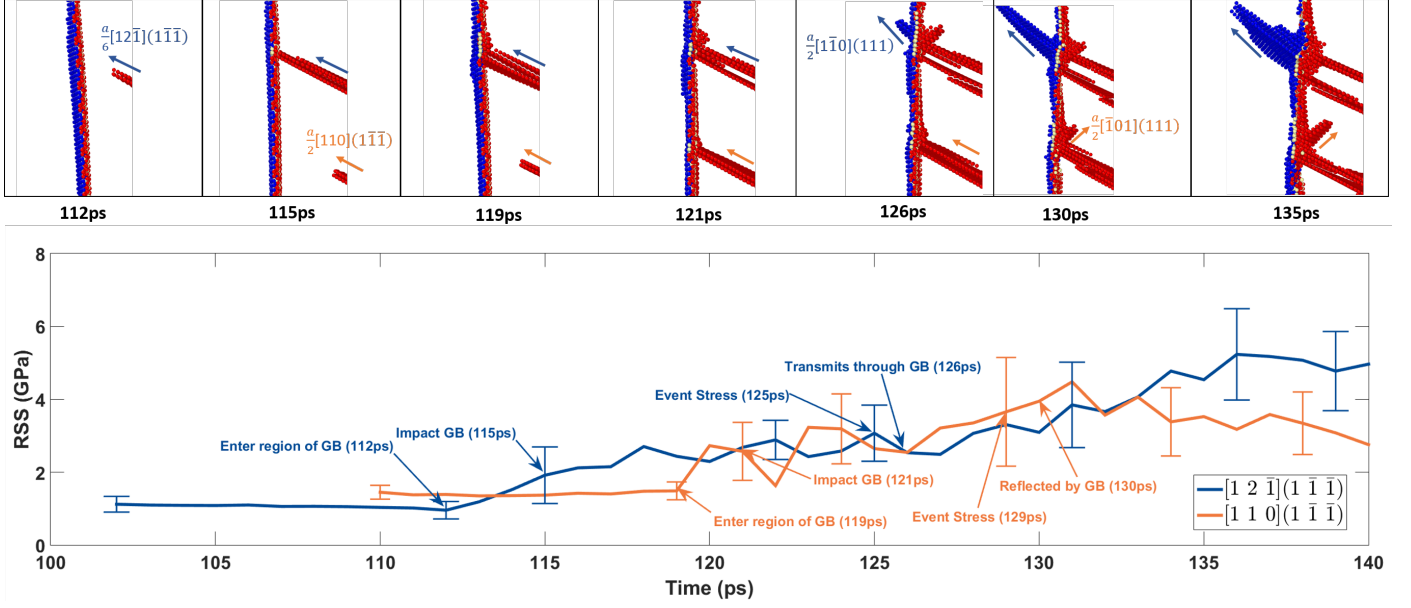 a/6[121̄](11̄1̄)
a/2[110](11̄1̄)
a/2[11̄0](111)
a/2[1̄01](111)
112ps
115ps
119ps
121ps
126ps
130ps
135ps
RSS (GPa)
8
6
4
2
0
Transmits through GB (126ps)
Event Stress (125ps)
Impact GB (115ps)
Enter region of GB (112ps)
Impact GB (121ps)
Reflected by GB (130ps)
Enter region of GB (119ps)
Event Stress (129ps)
[1 2 1̄](1 1̄ 1̄)
[1 1 0](1 1̄ 1̄)
100
105
110
115
120
125
130
135
140
Time (ps)